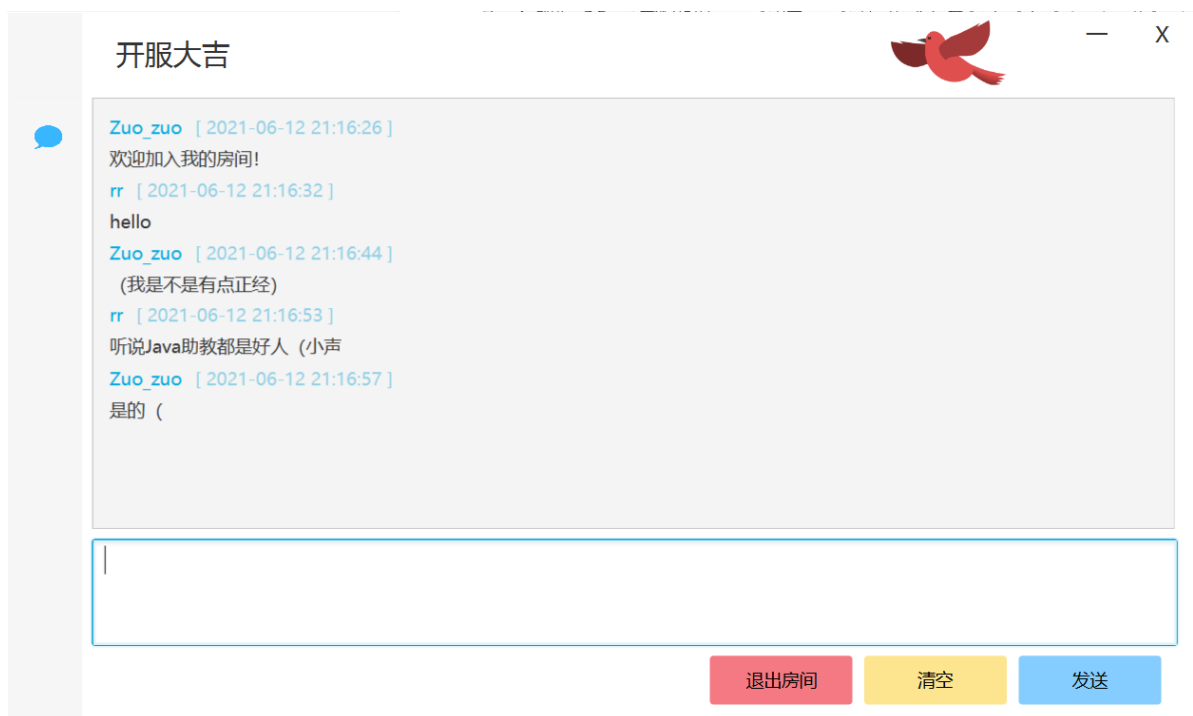 开服大吉
— X
Zuo_zuo [ 2021-06-12 21:16:26 ]
欢迎加入我的房间!
rr [ 2021-06-12 21:16:32 ]
hello
Zuo_zuo [ 2021-06-12 21:16:44 ]
（我是不是有点正经）
rr [ 2021-06-12 21:16:53 ]
听说Java助教都是好人（小声
Zuo_zuo [ 2021-06-12 21:16:57 ]
是的（
退出房间 清空 发送